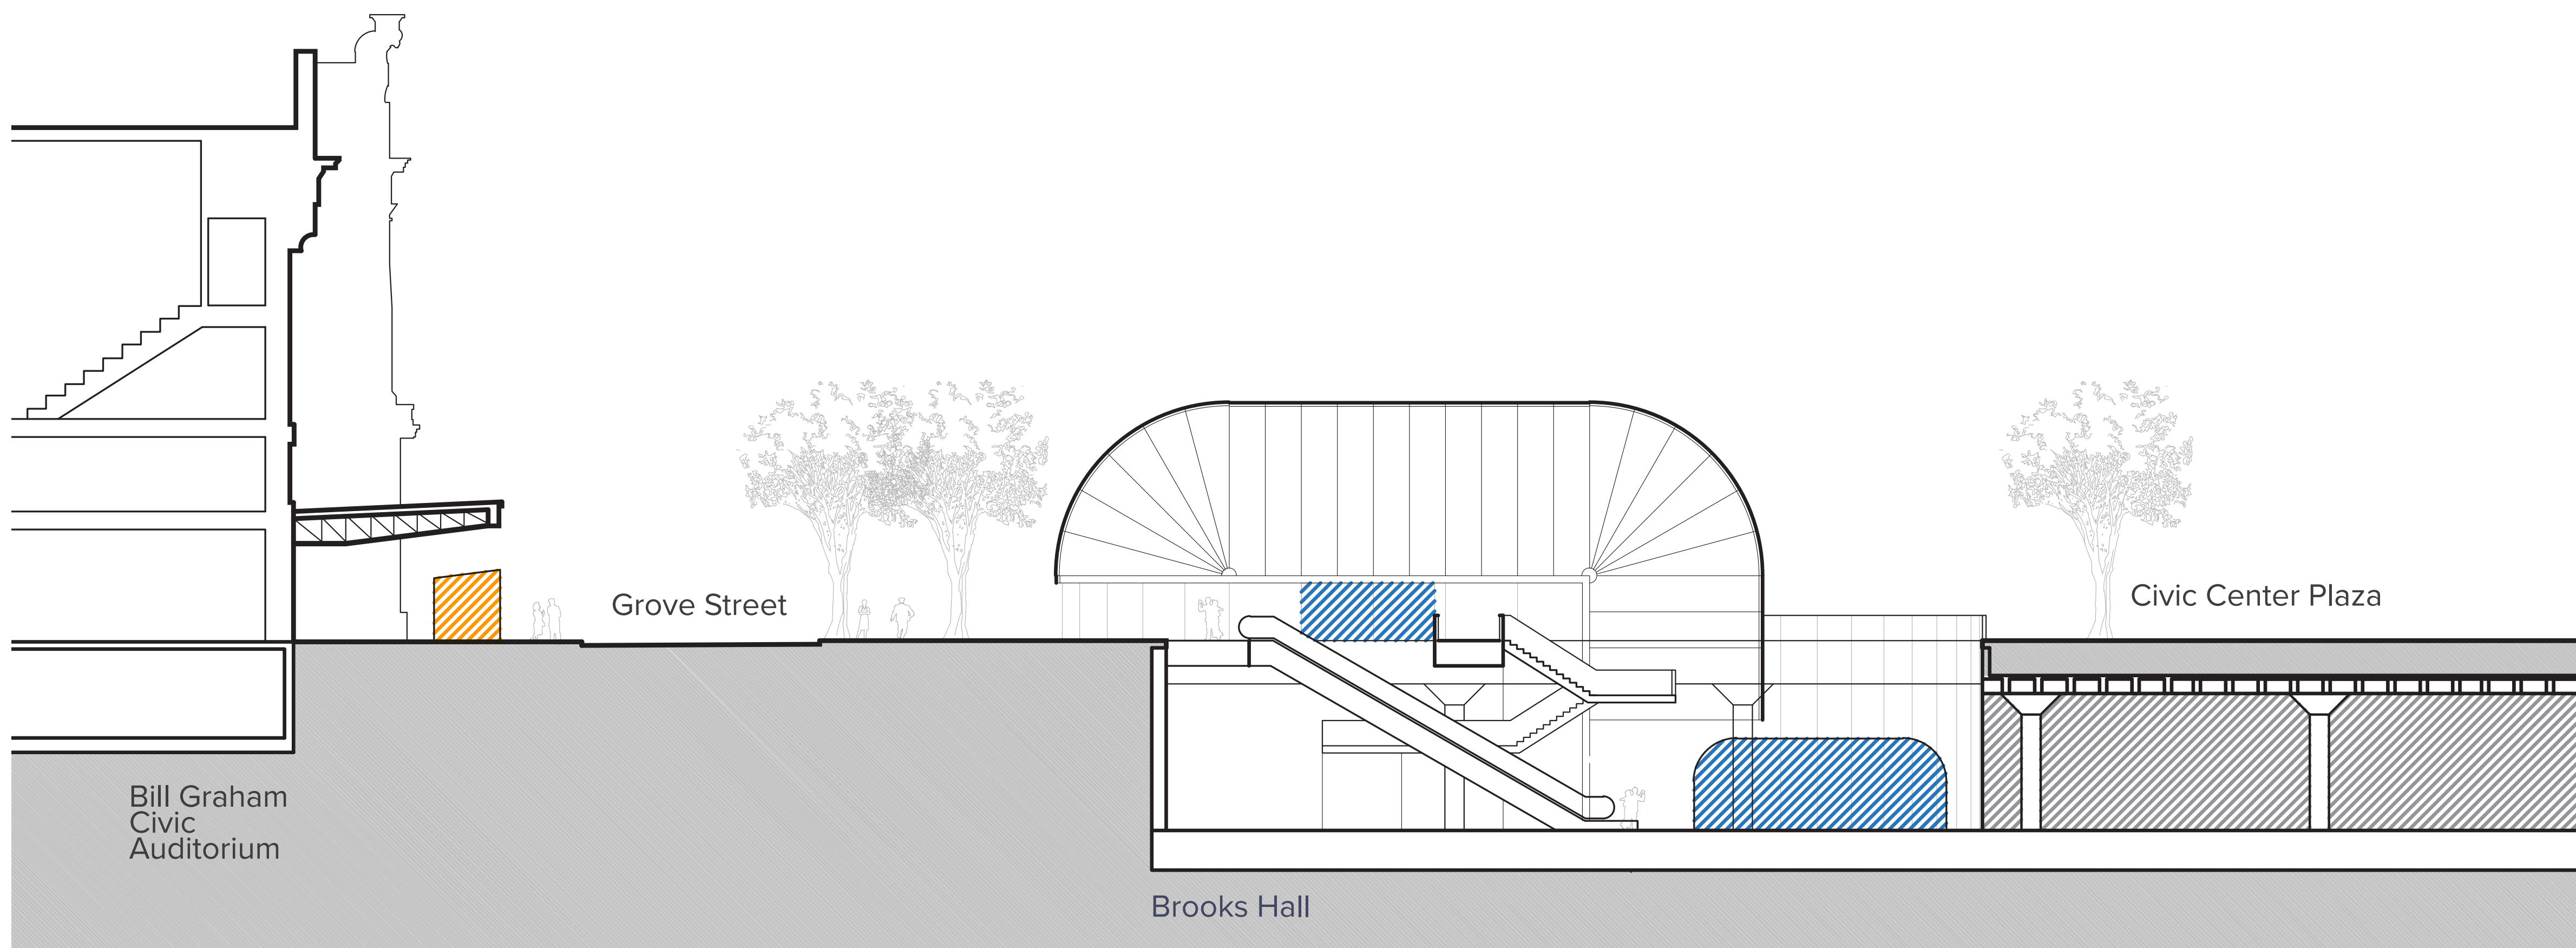 Grove Street
Civic Center Plaza
Bill Graham
Civic
Auditorium
Brooks Hall